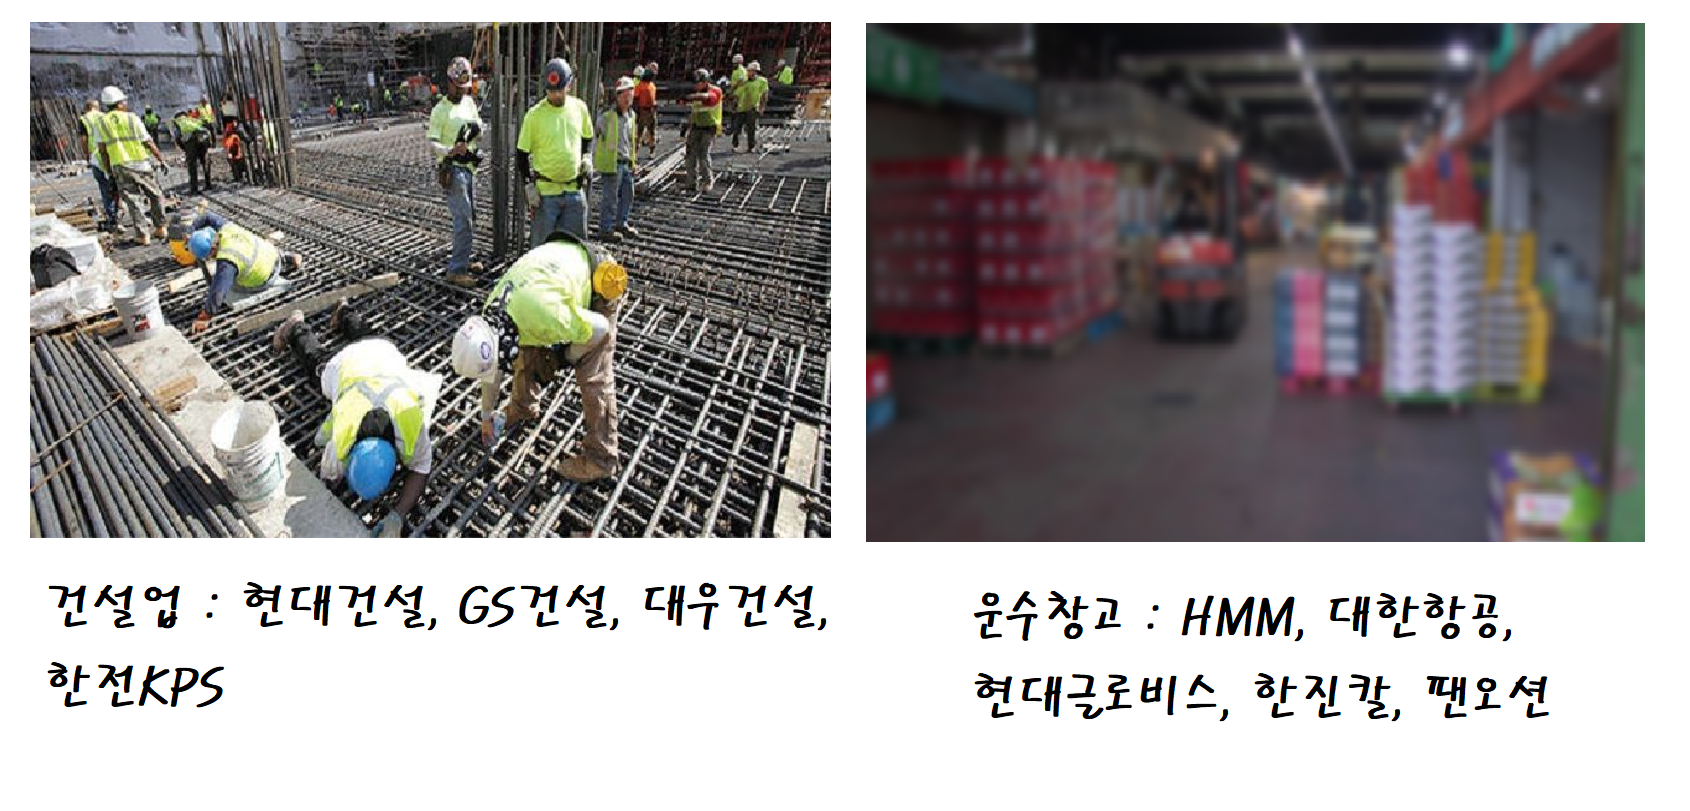 건설업 : 현대건설, GS건설, 대우건설,
한전KPS
운수창고 : HMM, 대한항공,
현대글로비스, 한진칼, 팬오션